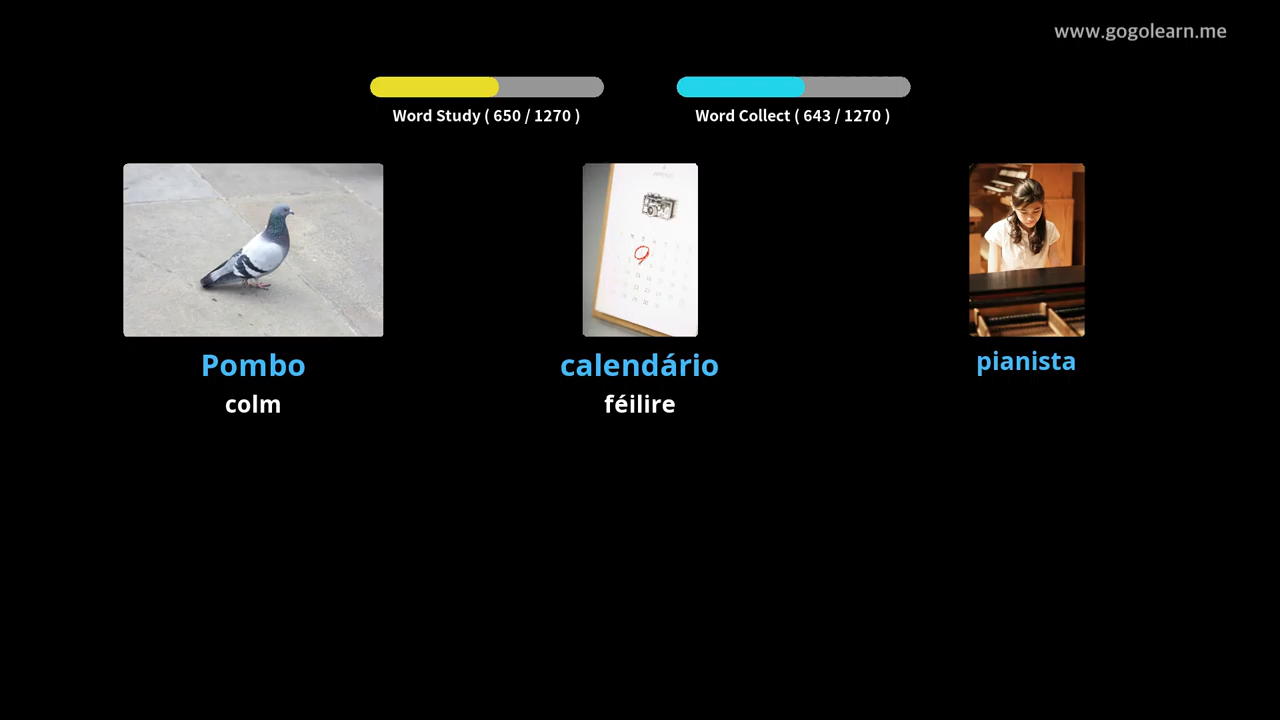 www.gogolearn.me
Word Study ( 650 / 1270 )
Word Collect ( 643 / 1270 )
Pombo
calendário
pianista
colm
féilire